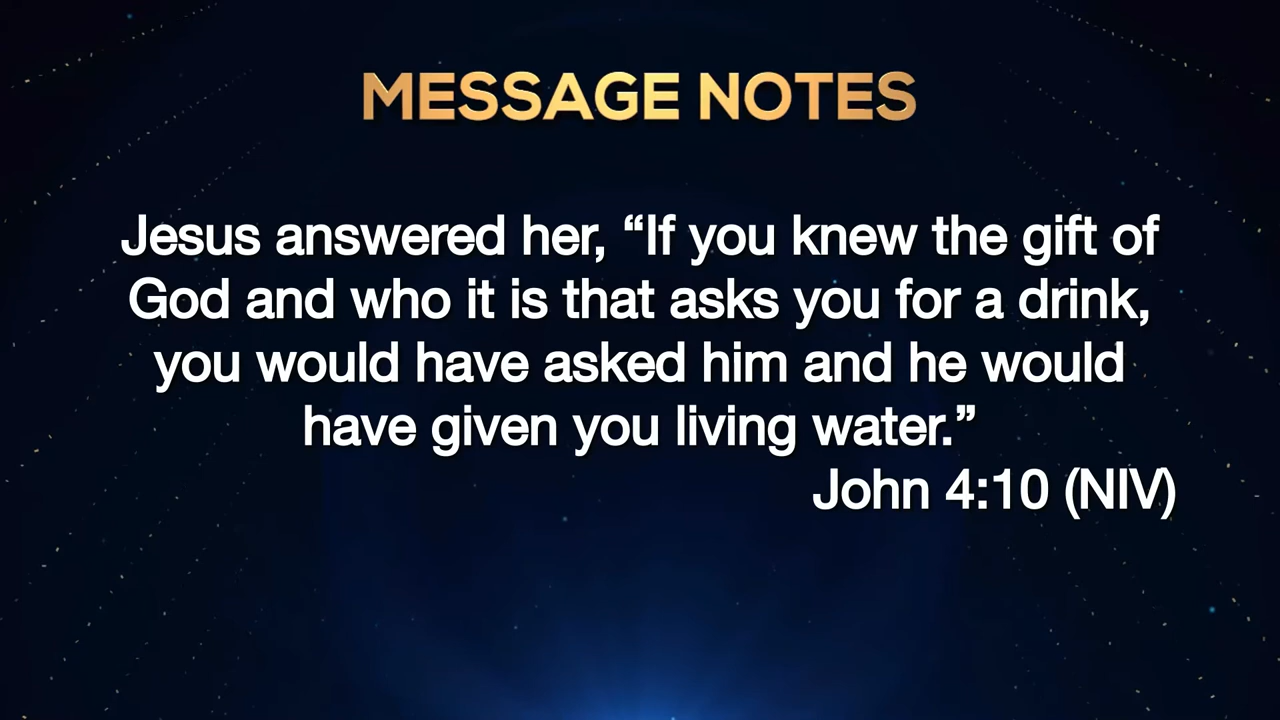 MESSAGE NOTES
Jesus answered her, “If you knew the gift of
God and who it is that asks you for a drink,
you would have asked him and he would
have given you living water.”
John 4:10 (NIV)